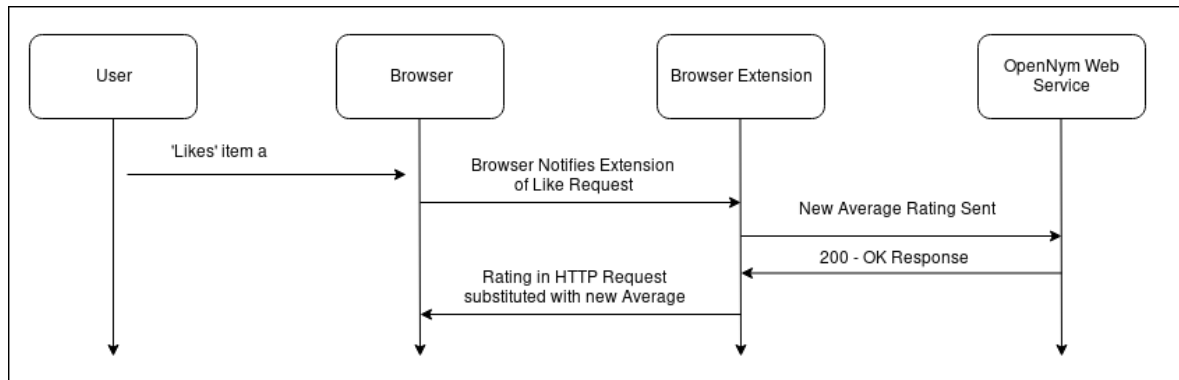 User
Browser
Browser Extension
OpenNym Web
Service
'Likes' item a
Browser Notifies Extension
of Like Request
New Average Rating Sent
200 - OK Response
Rating in HTTP Request
substituted with new Average